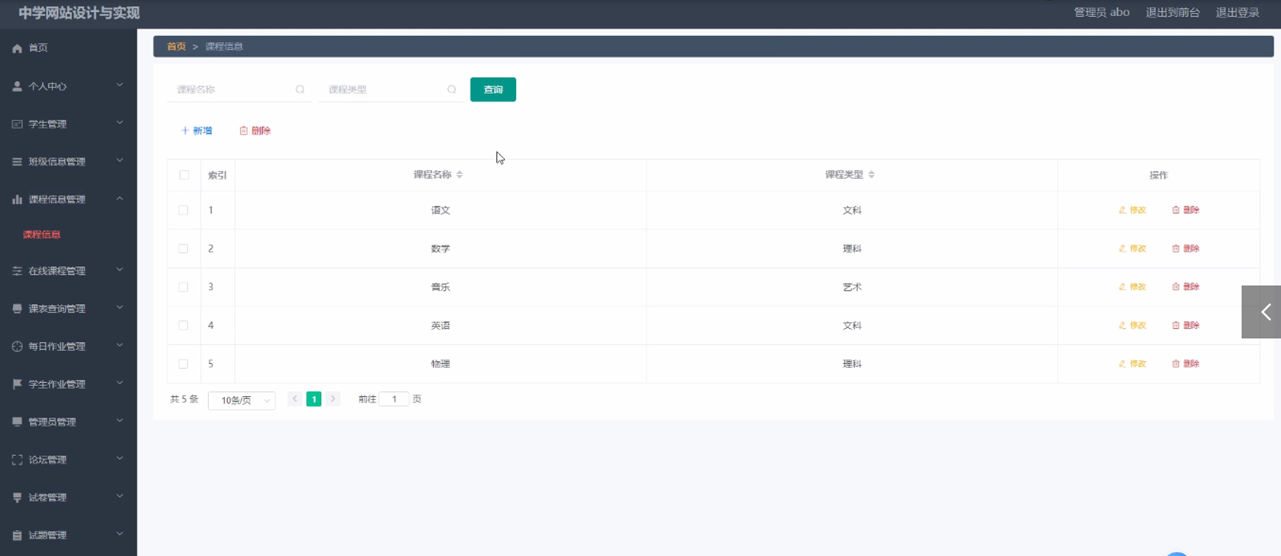 中学网站设计与实现
管理员 abo 退出到前台 退出登录
首页
个人中心
学生管理
班级信息管理
课程信息管理
课程信息
在线课程管理
课表查询管理
每日作业管理
学生作业管理
管理员管理
论坛管理
试卷管理
试题管理
首页 > 课程信息
课程名称 课程类型 查询
新增 删除
索引 课程名称 课程类型 操作
1 语文 文科 修改 删除
2 数学 理科 修改 删除
3 音乐 艺术 修改 删除
4 英语 文科 修改 删除
5 物理 理科 修改 删除
共 5 条 10条/页 1 前往 1 页